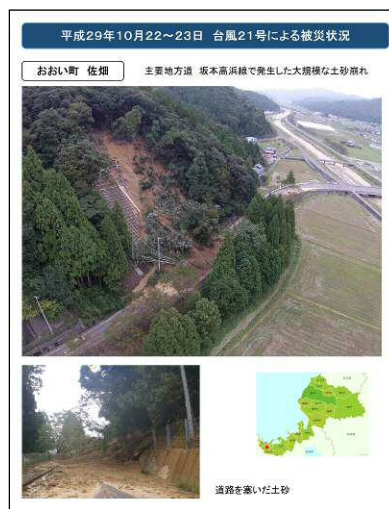 平成29年10月22～23日 台風21号による被災状況
おおい町 佐畑
主要地方道 坂本高浜線で発生した大規模な土砂崩れ
道路を塞いだ土砂